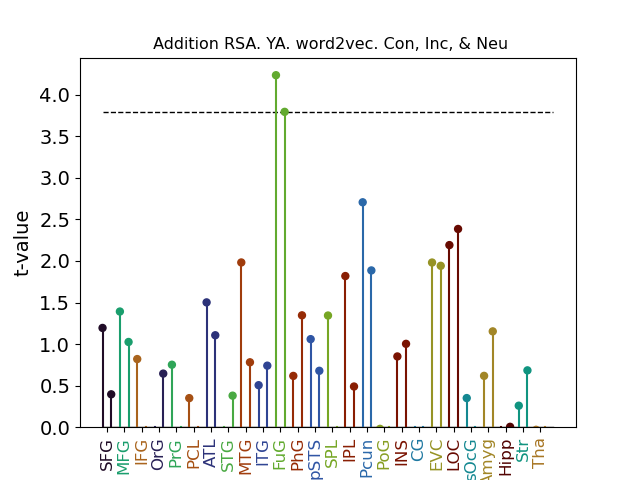 Addition RSA. YA. word2vec. Con, Inc, & Neu
t-value
4.0
3.5
3.0
2.5
2.0
1.5
1.0
0.5
0.0
SFG
MFG
IFG
OrG
PrG
PCL
ATL
STG
MTG
ITG
FuG
PhG
pSTS
SPL
IPL
Pcun
PoG
INS
CG
EVC
LOC
sOcG
Amyg
Hipp
Str
Tha